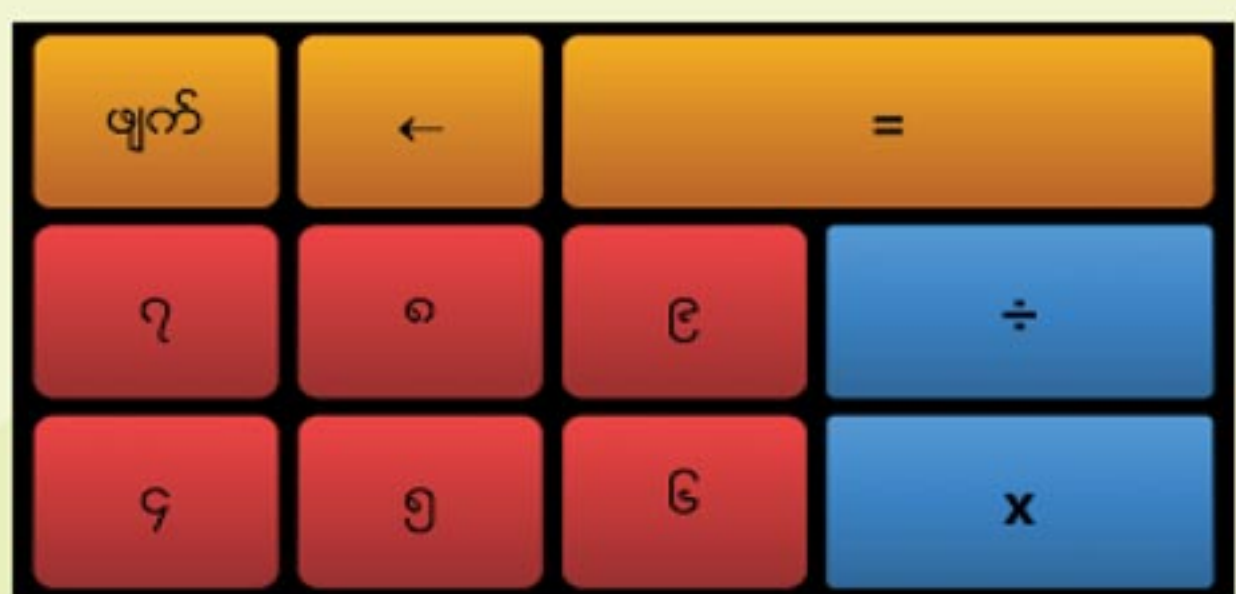 ဖျက် ← =
၇ ၈ ၉ ÷
၄ ၅ ၆ x